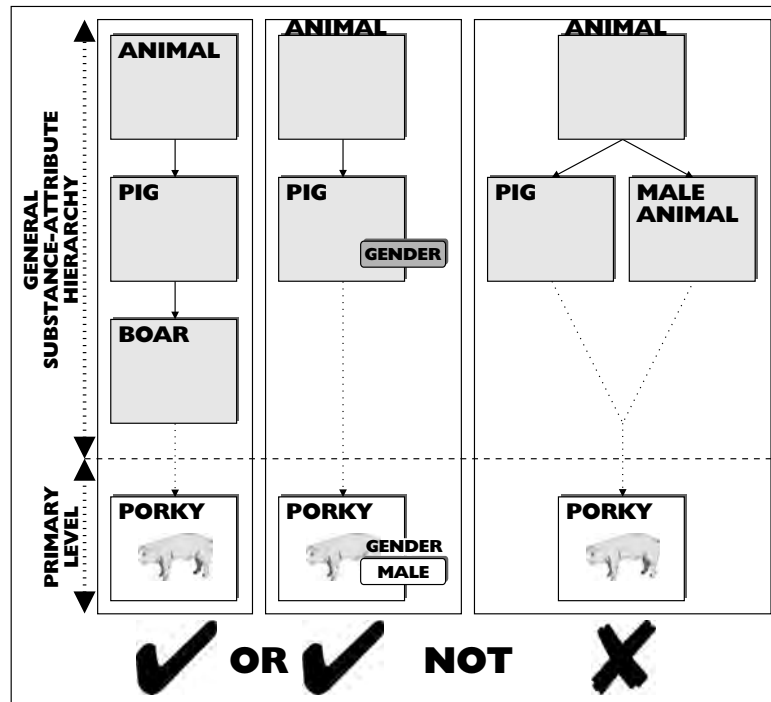 GENERAL
SUBSTANCE-ATTRIBUTE
HIERARCHY
PRIMARY
LEVEL
ANIMAL
PIG
BOAR
PORKY
ANIMAL
PIG
GENDER
PORKY
GENDER
MALE
ANIMAL
PIG
MALE
ANIMAL
PORKY
OR
NOT